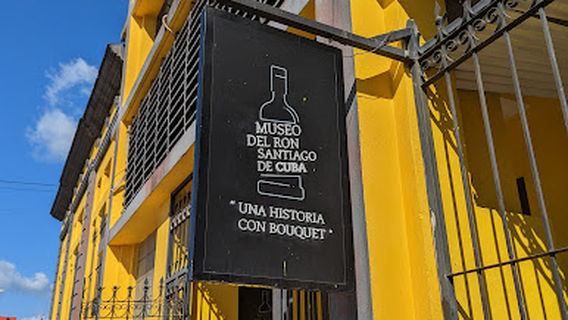 MUSEO
DEL RON
SANTIAGO
DE CUBA
“ UNA HISTORIA
CON BOUQUET ”